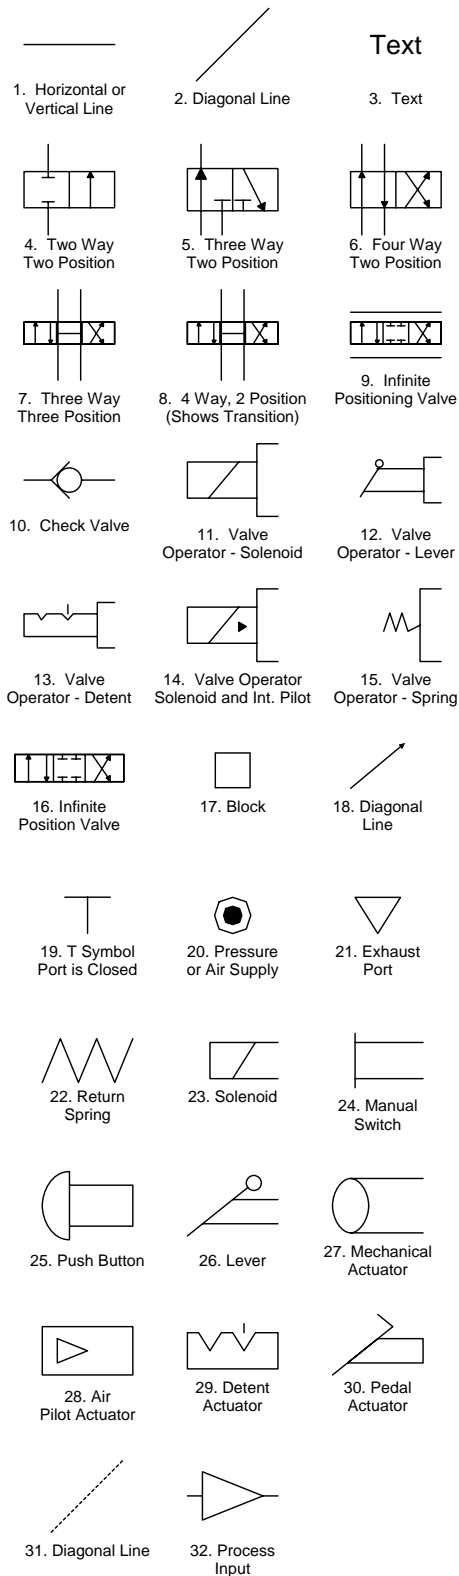 Text
1. Horizontal or
Vertical Line
2. Diagonal Line
3. Text
4. Two Way
Two Position
5. Three Way
Two Position
6. Four Way
Two Position
7. Three Way
Three Position
8. 4 Way, 2 Position
(Shows Transition)
9. Infinite
Positioning Valve
10. Check Valve
11. Valve
Operator - Solenoid
12. Valve
Operator - Lever
13. Valve
Operator - Detent
14. Valve Operator
Solenoid and Int. Pilot
15. Valve
Operator - Spring
16. Infinite
Position Valve
17. Block
18. Diagonal
Line
19. T Symbol
Port is Closed
20. Pressure
or Air Supply
21. Exhaust
Port
22. Return
Spring
23. Solenoid
24. Manual
Switch
25. Push Button
26. Lever
27. Mechanical
Actuator
28. Air
Pilot Actuator
29. Detent
Actuator
30. Pedal
Actuator
31. Diagonal Line
32. Process
Input